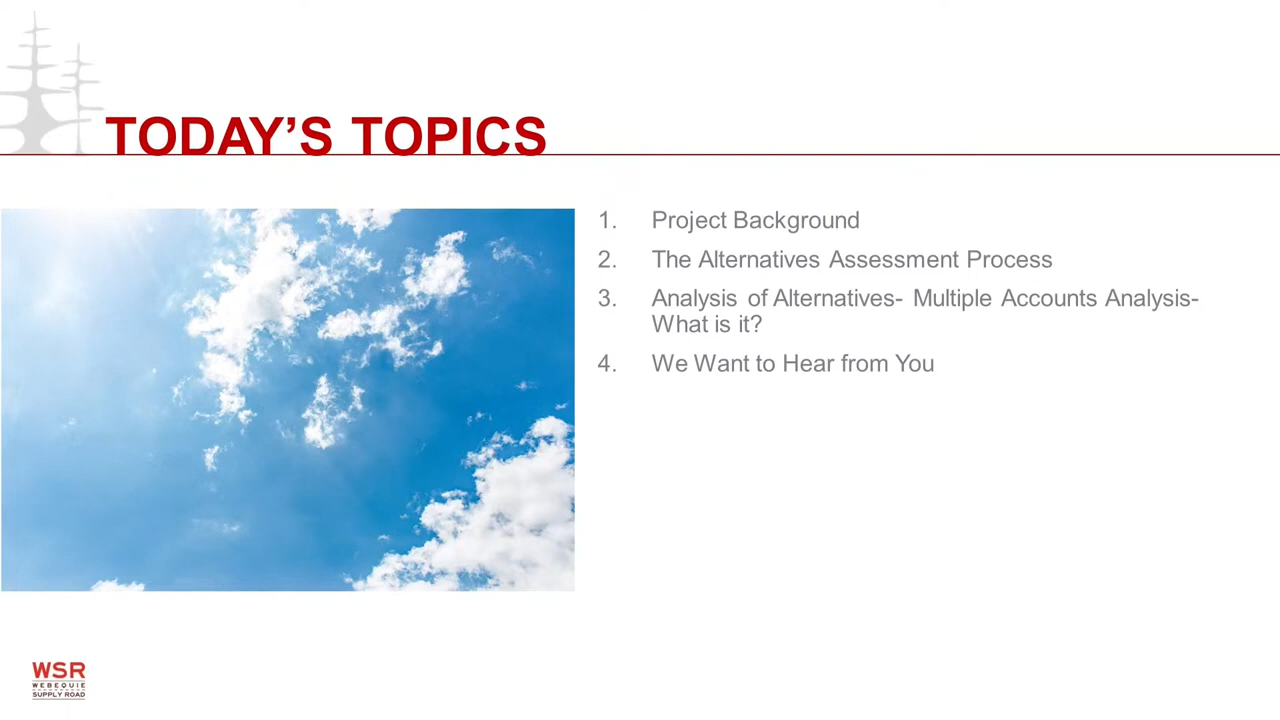 TODAY’S TOPICS
1. Project Background
2. The Alternatives Assessment Process
3. Analysis of Alternatives- Multiple Accounts Analysis-
What is it?
4. We Want to Hear from You
WSR
WEBEQUIE
SUPPLY ROAD